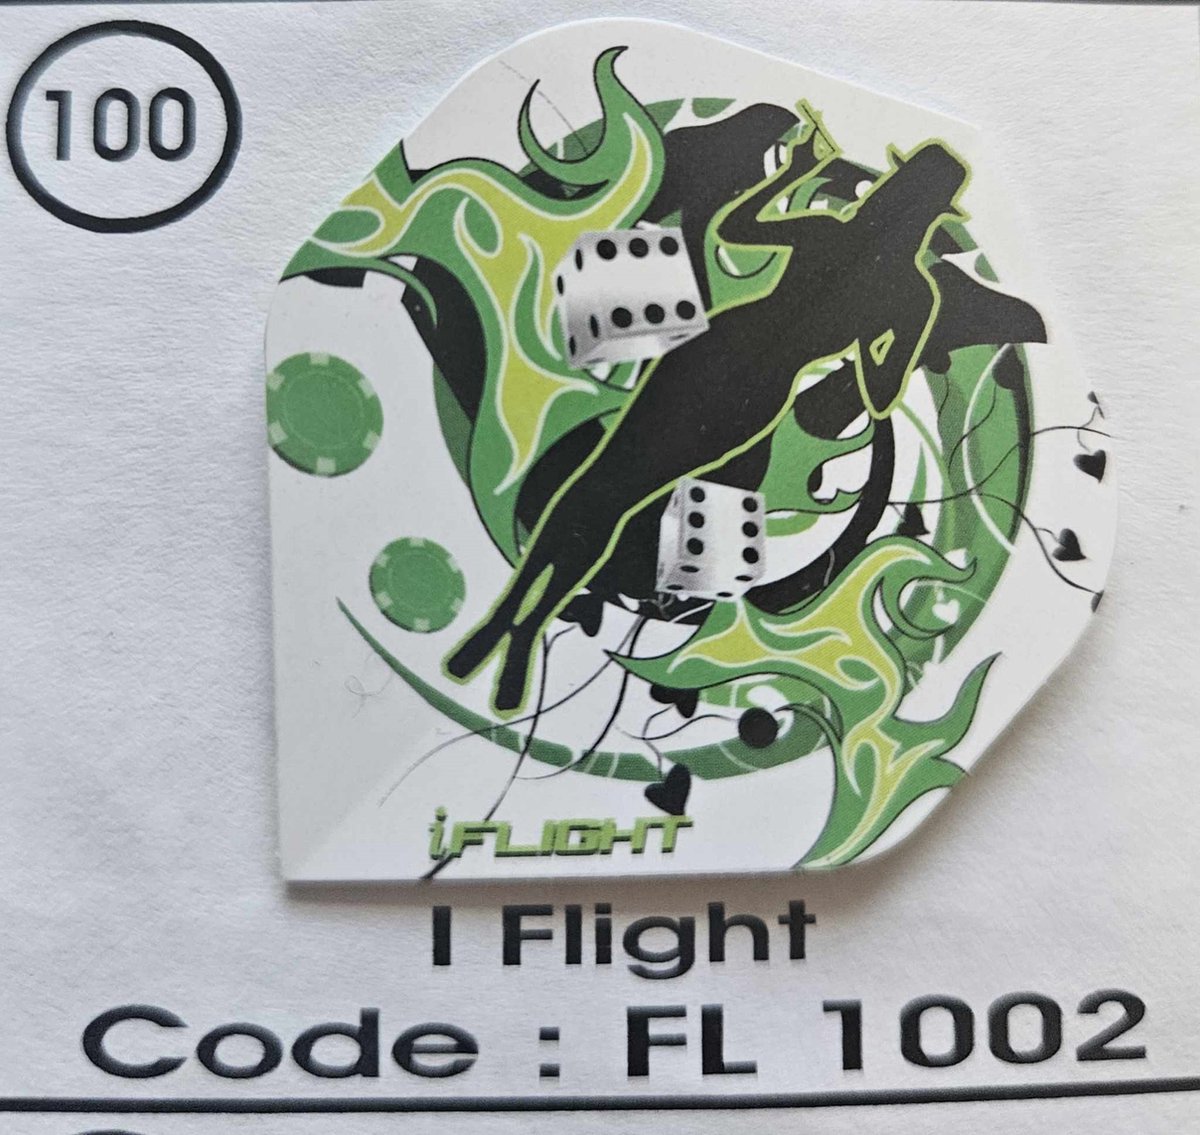 100
iFLIGHT
I Flight
Code : FL 1002